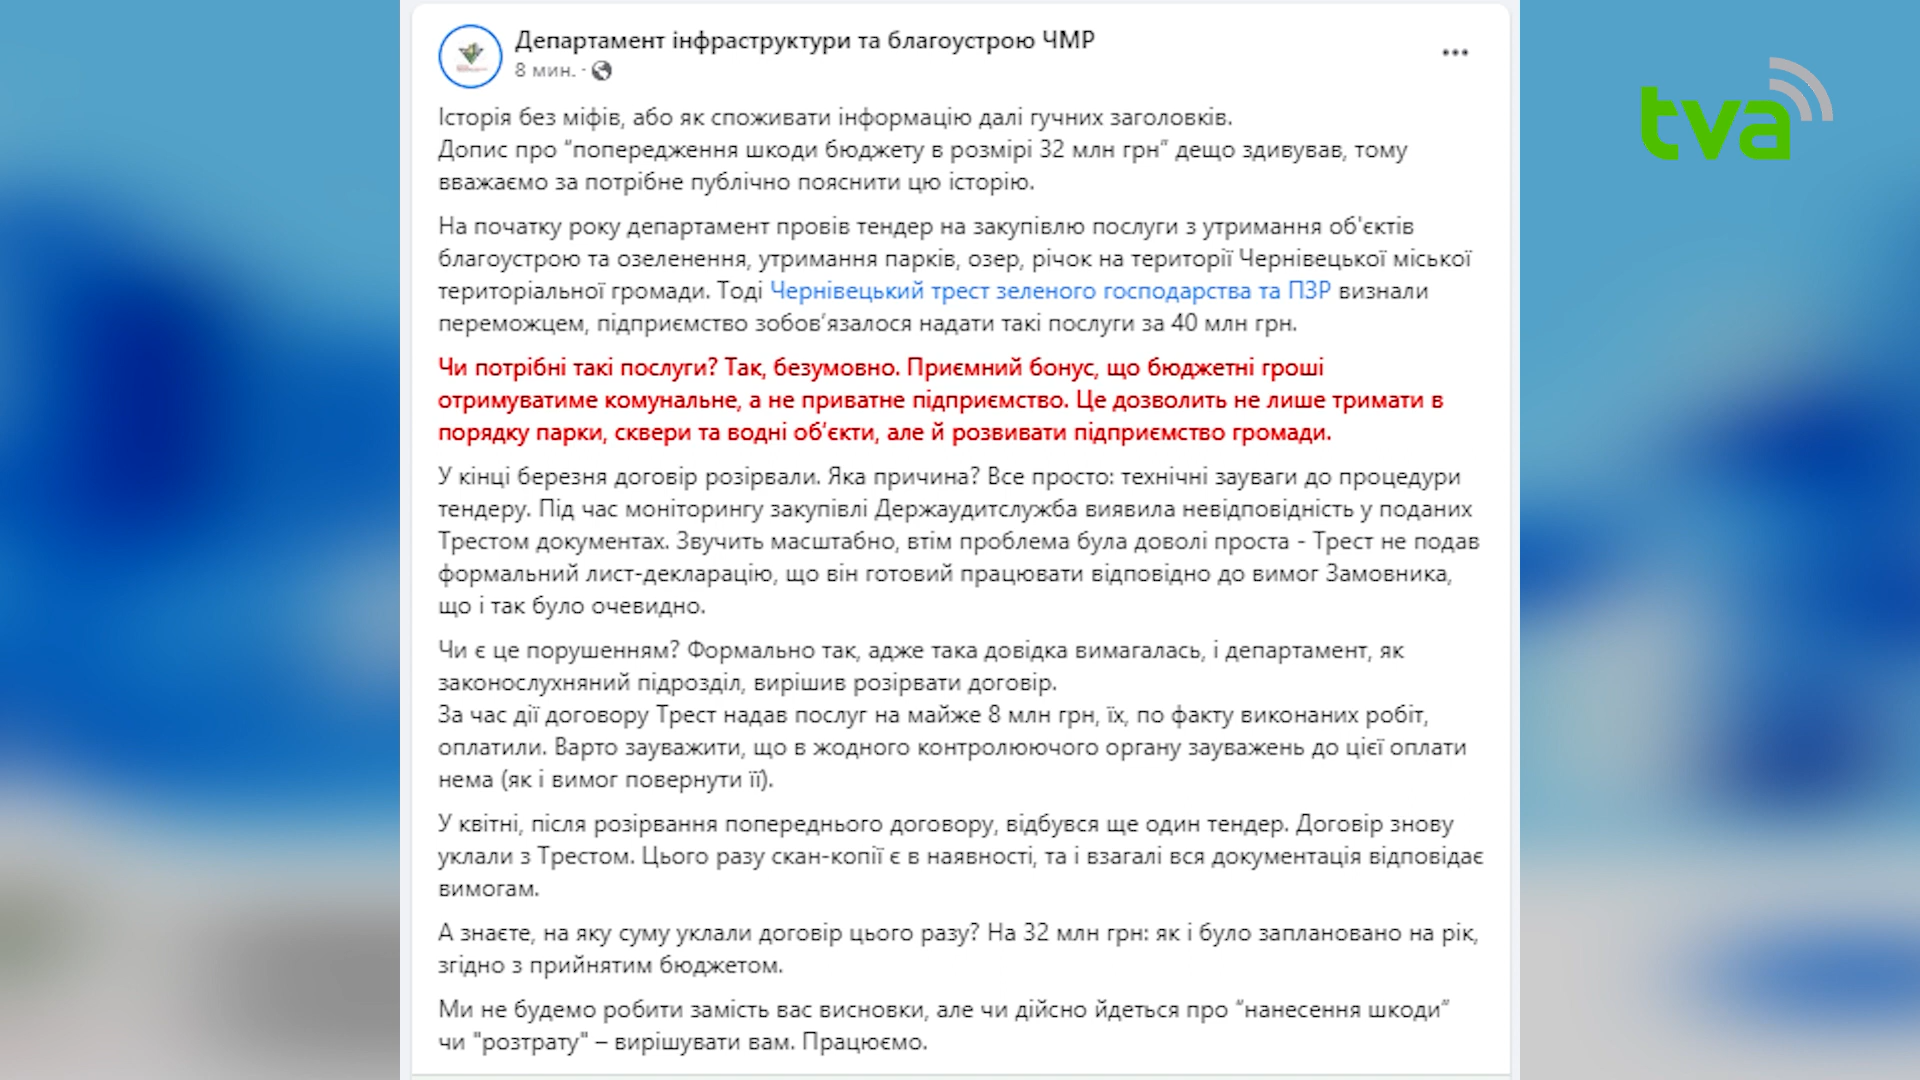 Департамент інфраструктури та благоустрою ЧМР
8 мин. ·
tva
Історія без міфів, або як споживати інформацію далі гучних заголовків.
Допис про “попередження шкоди бюджету в розмірі 32 млн грн” дещо здивував, тому
вважаємо за потрібне публічно пояснити цю історію.
На початку року департамент провів тендер на закупівлю послуги з утримання об'єктів
благоустрою та озеленення, утримання парків, озер, річок на території Чернівецької міської
територіальної громади. Тоді Чернівецький трест зеленого господарства та ПЗР визнали
переможцем, підприємство зобов’язалося надати такі послуги за 40 млн грн.
Чи потрібні такі послуги? Так, безумовно. Приємний бонус, що бюджетні гроші
отримуватиме комунальне, а не приватне підприємство. Це дозволить не лише тримати в
порядку парки, сквери та водні об’єкти, але й розвивати підприємство громади.
У кінці березня договір розірвали. Яка причина? Все просто: технічні зауваги до процедури
тендеру. Під час моніторингу закупівлі Держаудитслужба виявила невідповідність у поданих
Трестом документах. Звучить масштабно, втім проблема була доволі проста - Трест не подав
формальний лист-декларацію, що він готовий працювати відповідно до вимог Замовника,
що і так було очевидно.
Чи є це порушенням? Формально так, адже така довідка вимагалась, і департамент, як
законослухняний підрозділ, вирішив розірвати договір.
За час дії договору Трест надав послуг на майже 8 млн грн, їх, по факту виконаних робіт,
оплатили. Варто зауважити, що в жодного контролюючого органу зауважень до цієї оплати
нема (як і вимог повернути її).
У квітні, після розірвання попереднього договору, відбувся ще один тендер. Договір знову
уклали з Трестом. Цього разу скан-копії є в наявності, та і взагалі вся документація відповідає
вимогам.
А знаєте, на яку суму уклали договір цього разу? На 32 млн грн: як і було заплановано на рік,
згідно з прийнятим бюджетом.
Ми не будемо робити замість вас висновки, але чи дійсно йдеться про “нанесення шкоди”
чи "розтрату" – вирішувати вам. Працюємо.